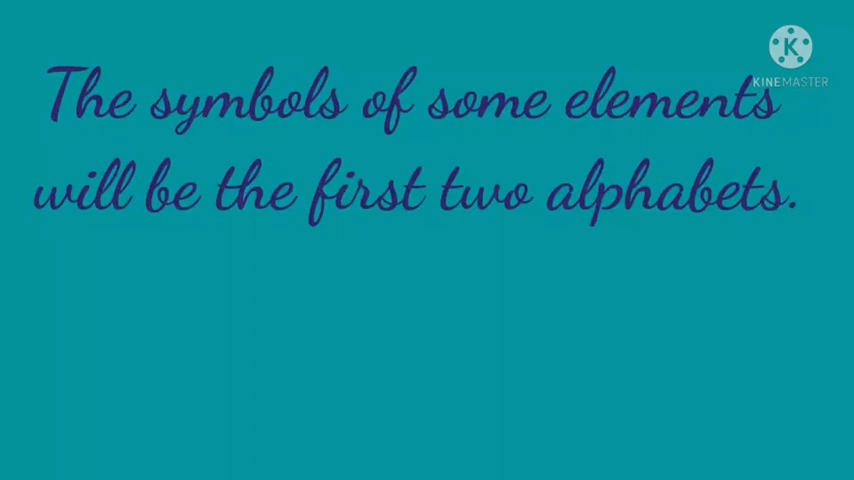 The symbols of some elements
will be the first two alphabets.
K
KINEMASTER